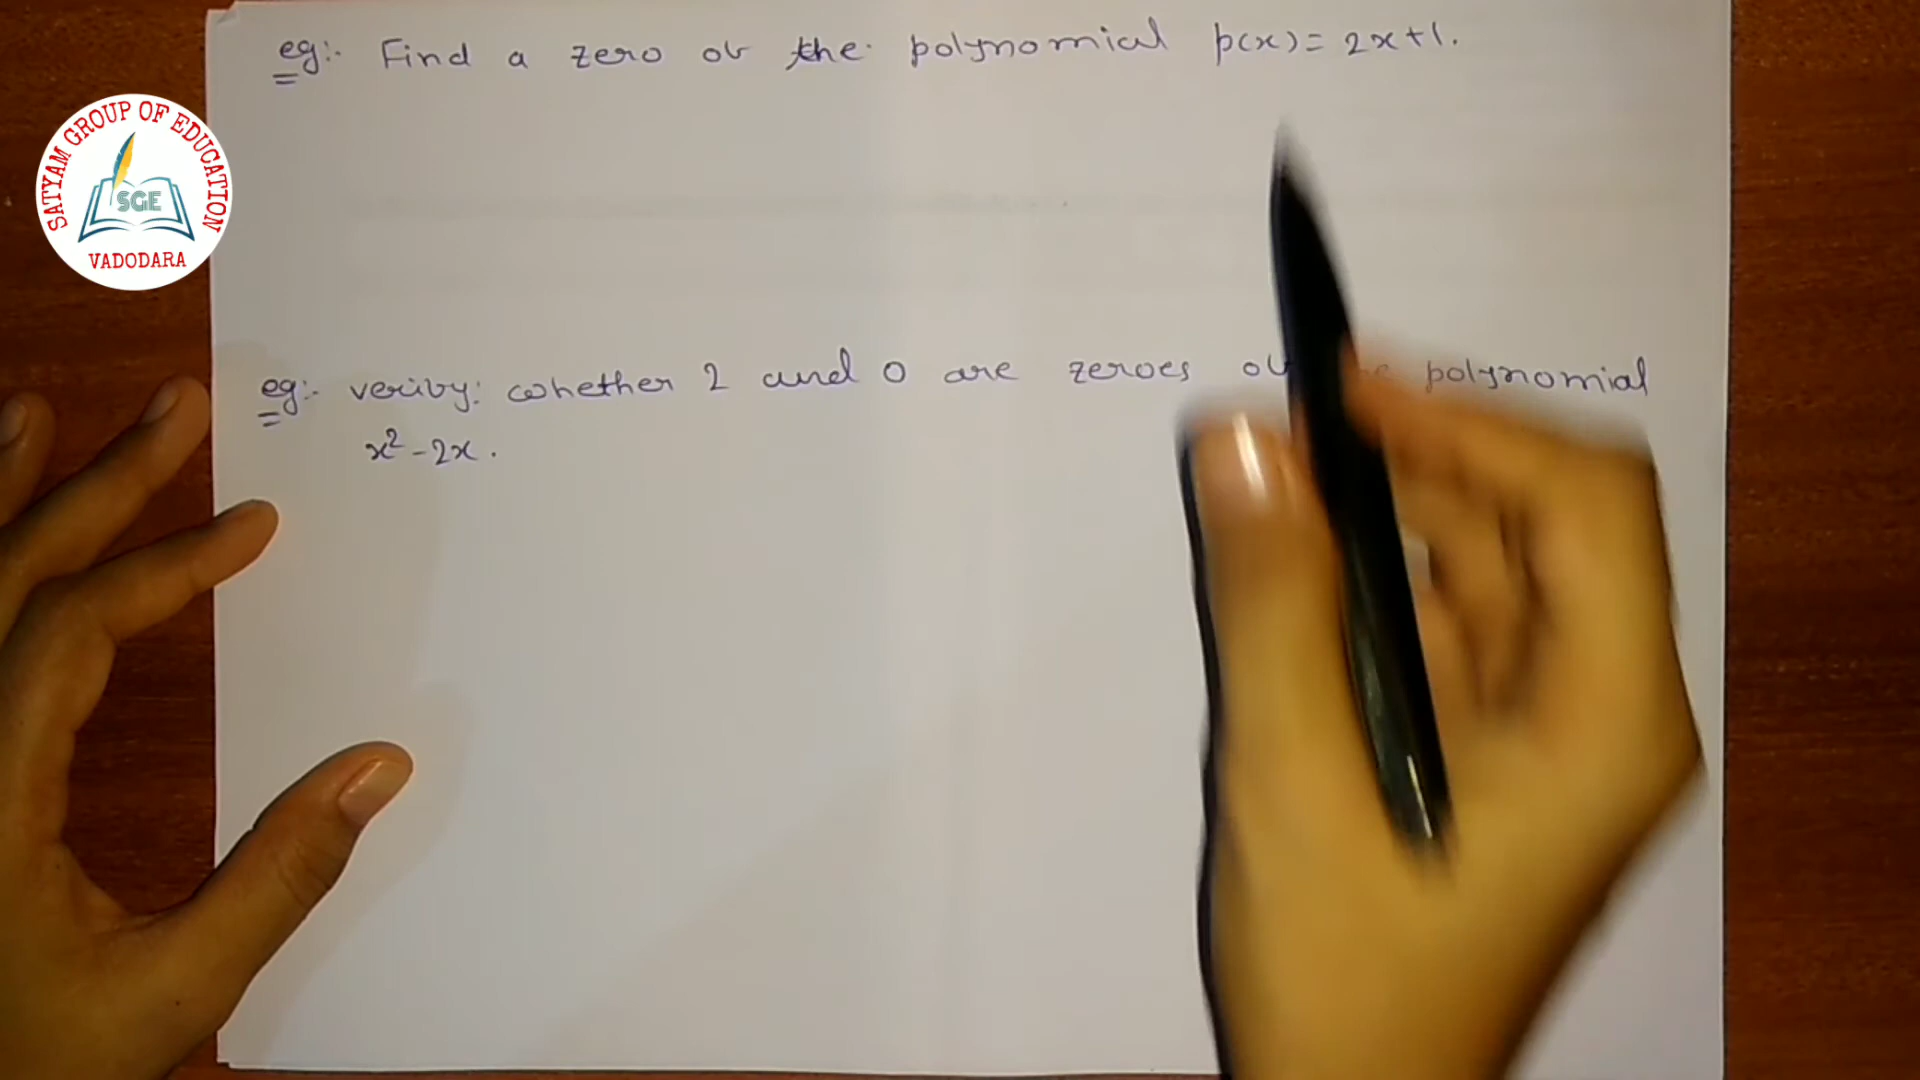 eg:- Find a zero of the polynomial p(x) = 2x+1.
SATYAM GROUP OF EDUCATION
SGE
VADODARA
eg:- verify: whether 2 and 0 are zeroes of polynomial
x² - 2x.